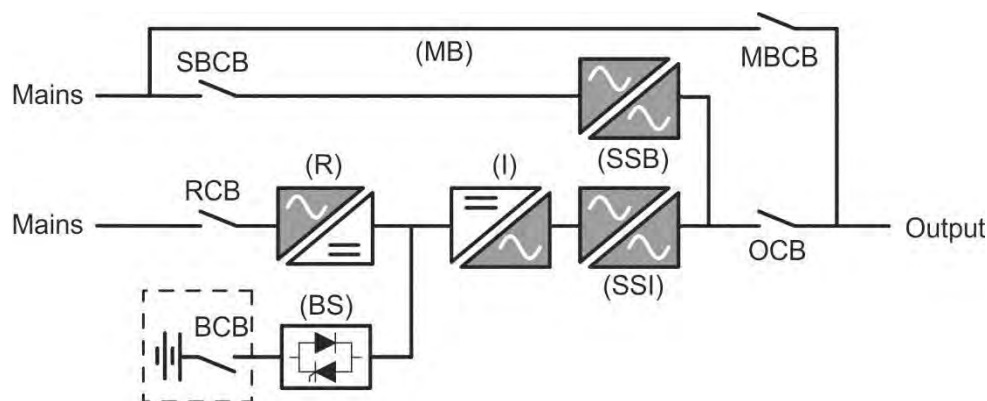 (MB)
MBCB
SBCB
Mains
(SSB)
(R)
(I)
RCB
Mains
Output
OCB
(SSI)
(BS)
BCB